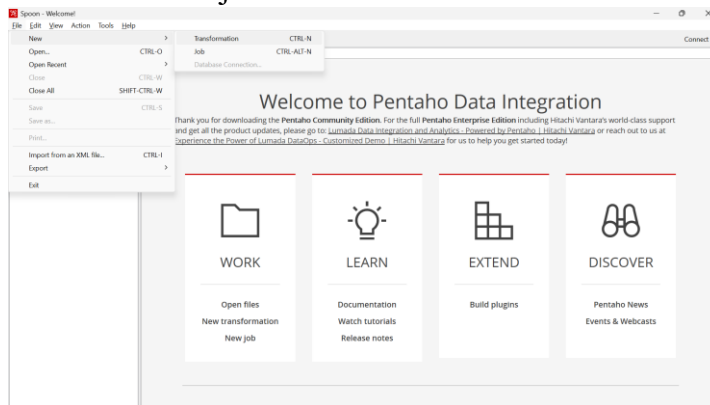 Spoon - Welcome!
File Edit View Action Tools Help
New >
Open... CTRL-O
Open Recent >
Close CTRL-W
Close All SHIFT-CTRL-W
Save CTRL-S
Save as...
Print...
Import from an XML file... CTRL-I
Export >
Exit
Transformation CTRL-N
Job CTRL-ALT-N
Database Connection...
Connect
Welcome to Pentaho Data Integration
Thank you for downloading the Pentaho Community Edition. For the full Pentaho Enterprise Edition including Hitachi Vantara's world-class support
and get all the product updates, please go to: Lumada Data Integration and Analytics - Powered by Pentaho | Hitachi Vantara or reach out to us at
Experience the Power of Lumada DataOps - Customized Demo | Hitachi Vantara for us to help you get started today!
WORK
Open files
New transformation
New job
LEARN
Documentation
Watch tutorials
Release notes
EXTEND
Build plugins
DISCOVER
Pentaho News
Events & Webcasts